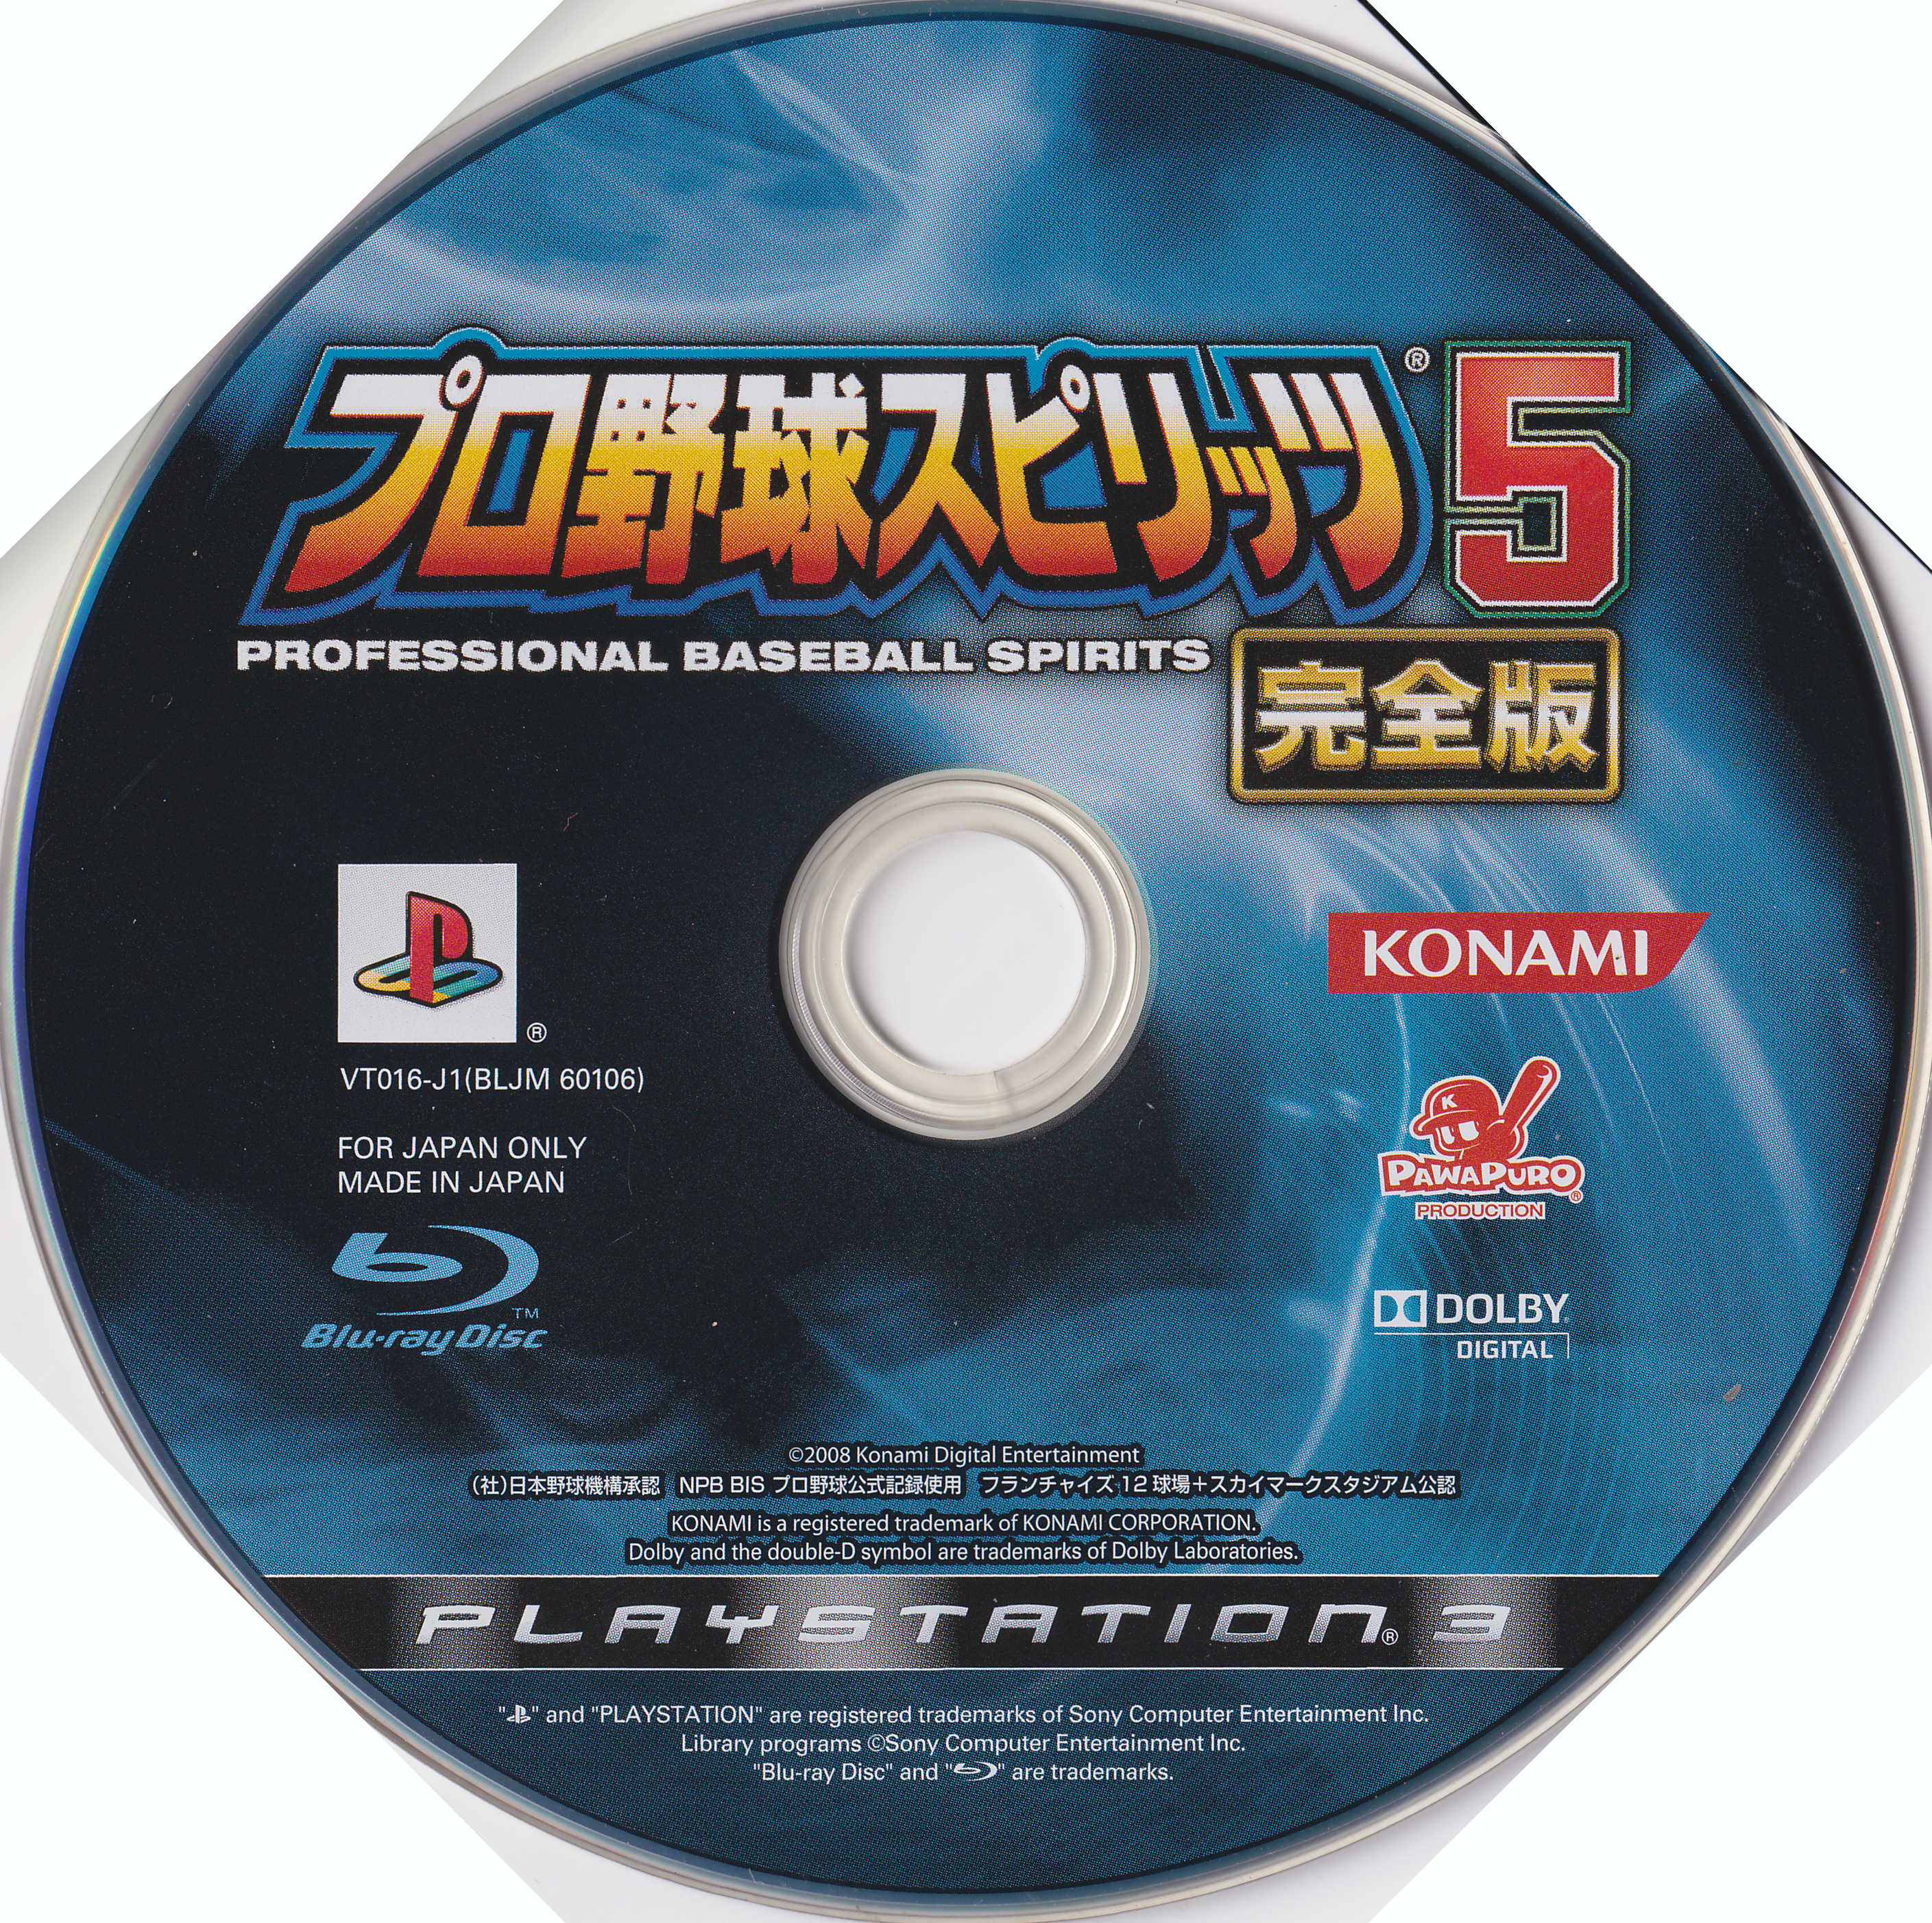 プロ野球スピリッツ® 5
PROFESSIONAL BASEBALL SPIRITS
完全版
®
KONAMI
VT016-J1(BLJM 60106)
K
PAWAPURO®
PRODUCTION
FOR JAPAN ONLY
MADE IN JAPAN
TM
Blu-ray Disc
DOLBY®
DIGITAL
©2008 Konami Digital Entertainment
(社)日本野球機構承認 NPB BIS プロ野球公式記録使用 フランチャイズ 12 球場+スカイマークスタジアム公認
KONAMI is a registered trademark of KONAMI CORPORATION.
Dolby and the double-D symbol are trademarks of Dolby Laboratories.
PLAYSTATION® 3
"" and "PLAYSTATION" are registered trademarks of Sony Computer Entertainment Inc.
Library programs ©Sony Computer Entertainment Inc.
"Blu-ray Disc" and "" are trademarks.